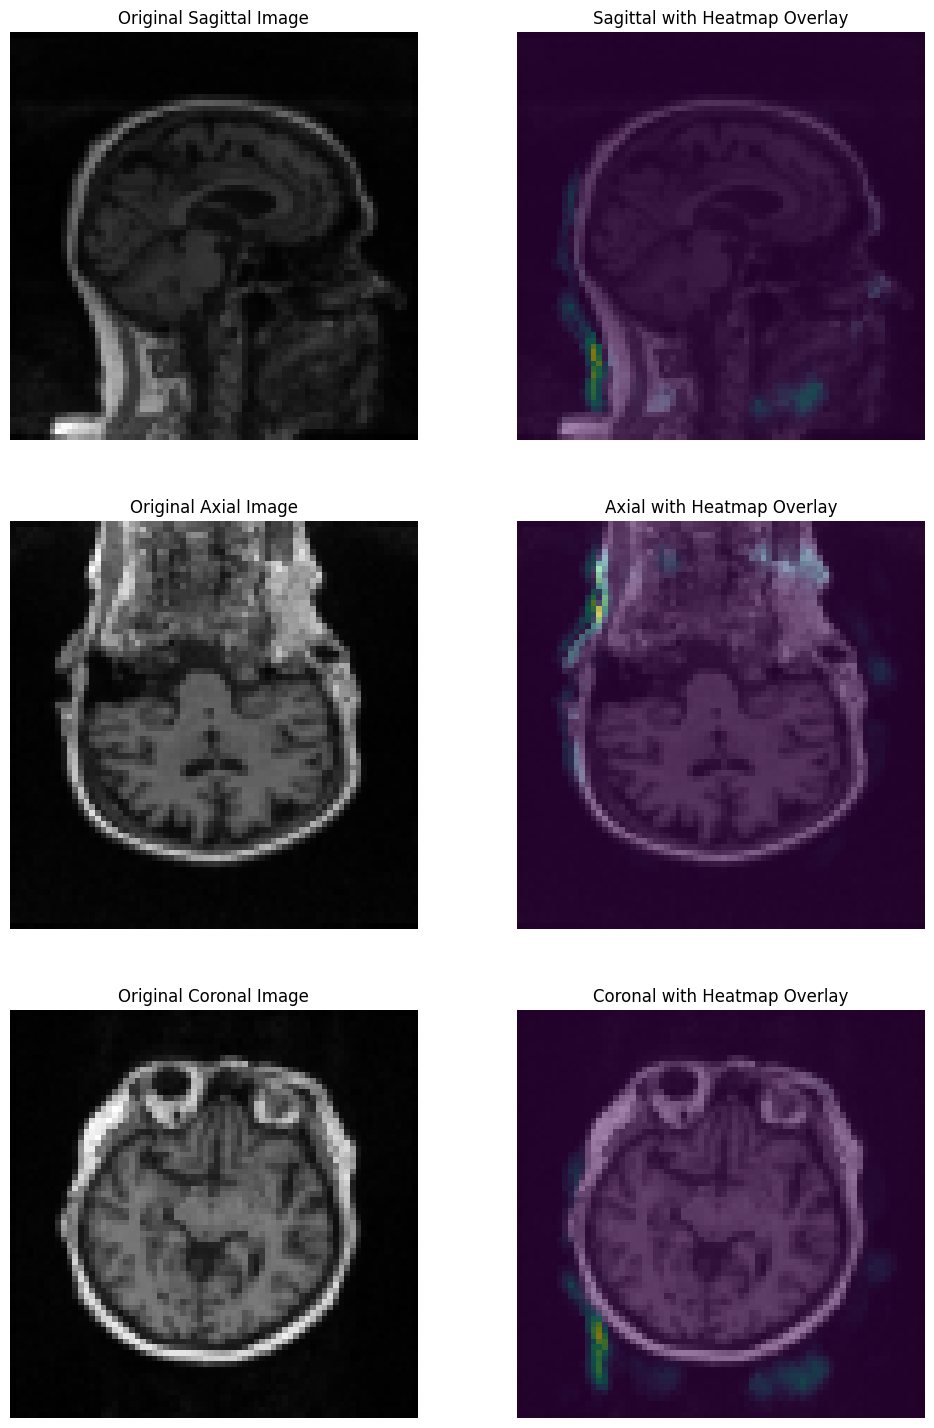 Original Sagittal Image
Sagittal with Heatmap Overlay
Original Axial Image
Axial with Heatmap Overlay
Original Coronal Image
Coronal with Heatmap Overlay